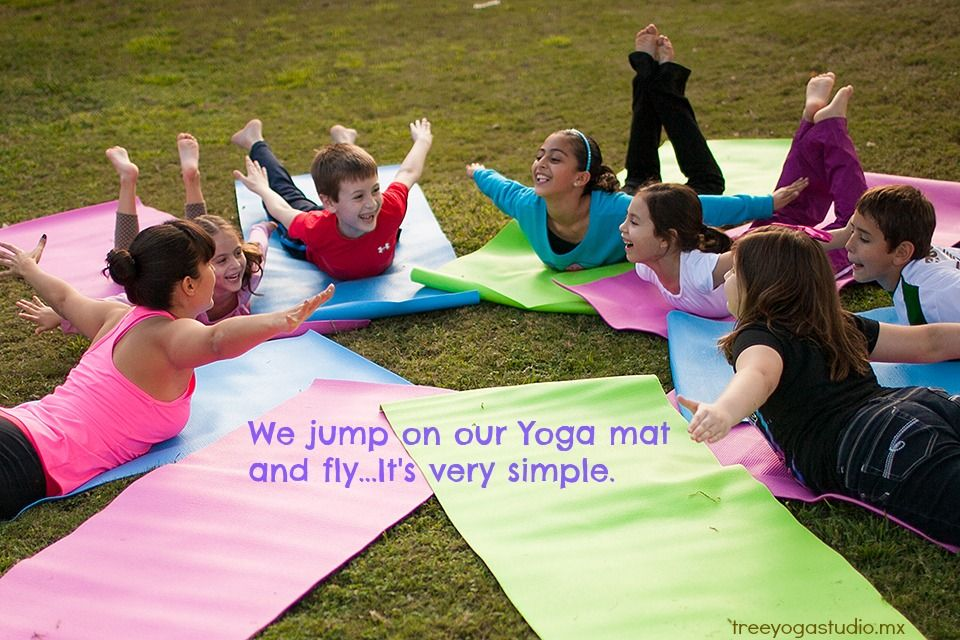 We jump on our Yoga mat
and fly...It's very simple.
treeyogastudio.mx